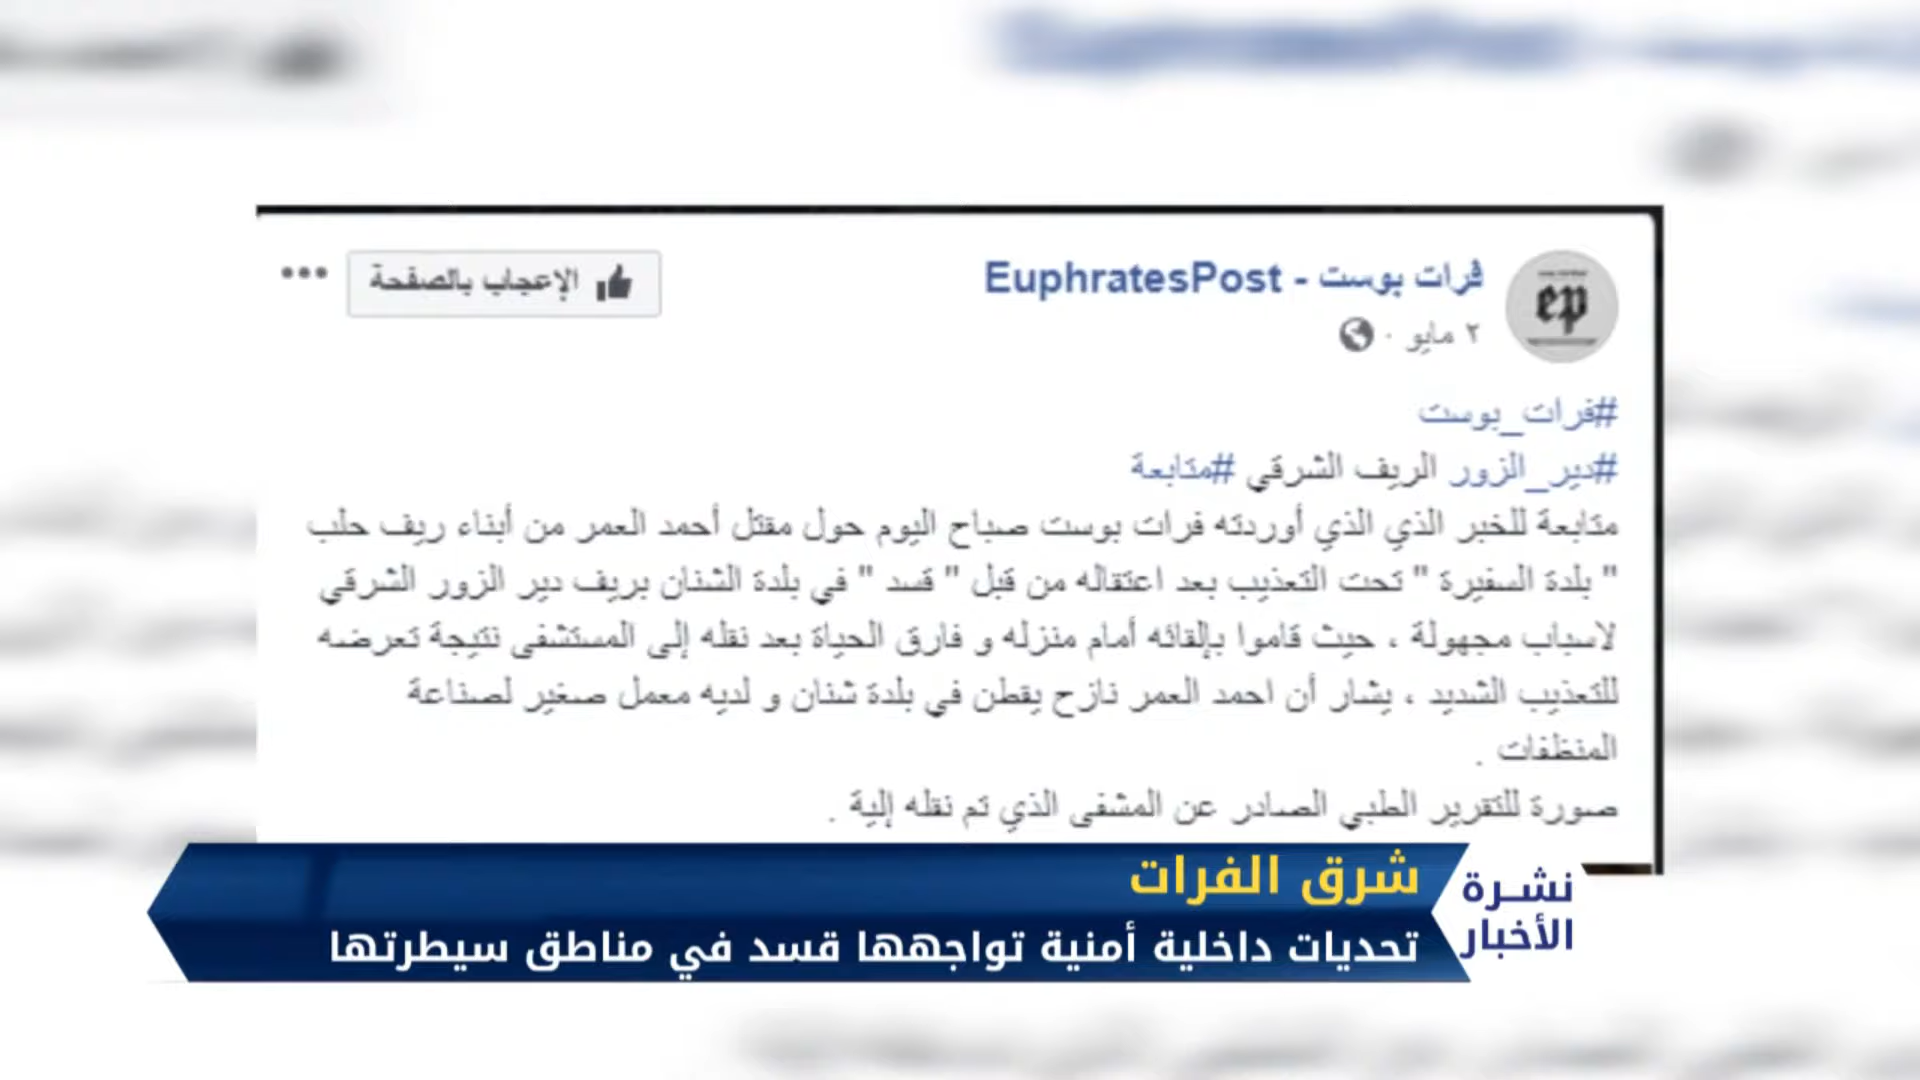 فرات بوست - EuphratesPost
الإعجاب بالصفحة
٢ مايو ·
ep
#فرات_بوست
#دير_الزور الريف الشرقي #متابعة
متابعة للخبر الذي الذي أوردته فرات بوست صباح اليوم حول مقتل أحمد العمر من أبناء ريف حلب
" بلدة السفيرة " تحت التعذيب بعد اعتقاله من قبل " قسد " في بلدة الشنان بريف دير الزور الشرقي
لاسباب مجهولة ، حيث قاموا بإلقائه أمام منزله و فارق الحياة بعد نقله إلى المستشفى نتيجة تعرضه
للتعذيب الشديد ، يشار أن احمد العمر نازح يقطن في بلدة شنان و لديه معمل صغير لصناعة
المنظفات .
صورة للتقرير الطبي الصادر عن المشفى الذي تم نقله إلية .
نشرة
الأخبار
شرق الفرات
تحديات داخلية أمنية تواجهها قسد في مناطق سيطرتها